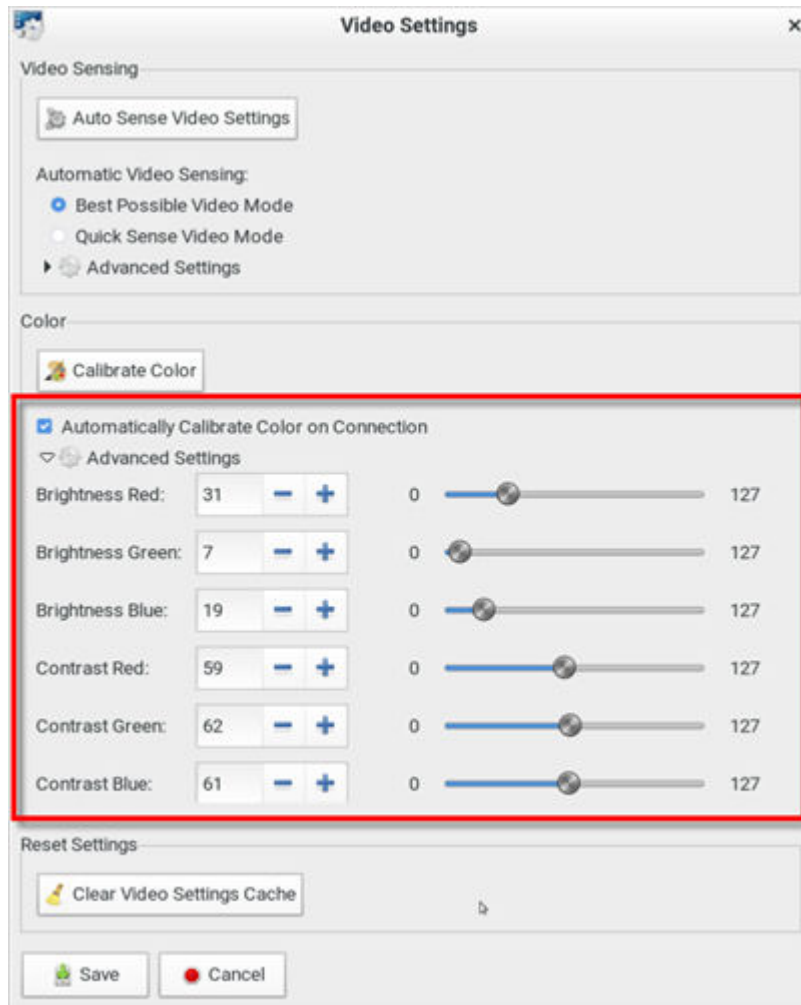 Video Settings
Video Sensing
Auto Sense Video Settings
Automatic Video Sensing:
Best Possible Video Mode
Quick Sense Video Mode
Advanced Settings
Color
Calibrate Color
Automatically Calibrate Color on Connection
Advanced Settings
Brightness Red: 31 0 127
Brightness Green: 7 0 127
Brightness Blue: 19 0 127
Contrast Red: 59 0 127
Contrast Green: 62 0 127
Contrast Blue: 61 0 127
Reset Settings
Clear Video Settings Cache
Save Cancel